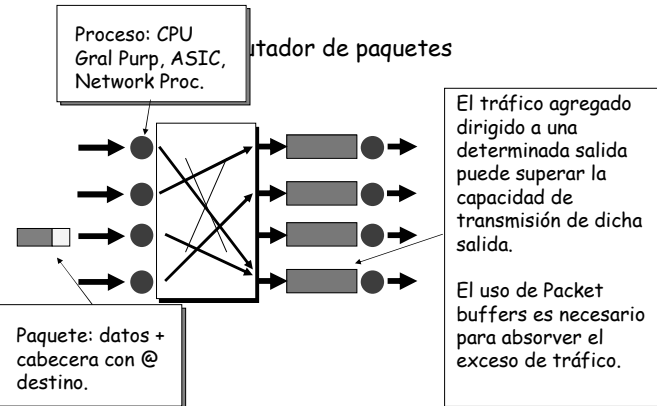 Proceso: CPU
Gral Purp, ASIC,
Network Proc.
utador de paquetes
El tráfico agregado
dirigido a una
determinada salida
puede superar la
capacidad de
transmisión de dicha
salida.
El uso de Packet
buffers es necesario
para absorver el
exceso de tráfico.
Paquete: datos +
cabecera con @
destino.